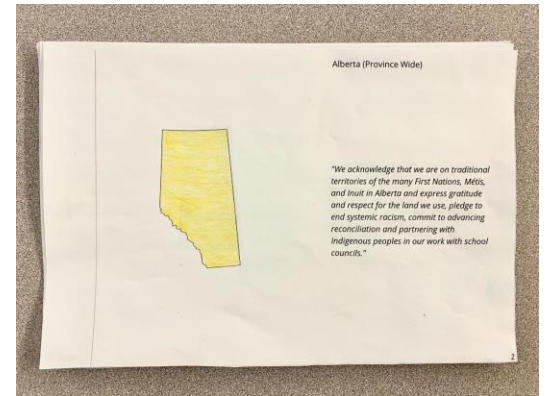 Alberta (Province Wide)
"We acknowledge that we are on traditional
territories of the many First Nations, Métis,
and Inuit in Alberta and express gratitude
and respect for the land we use, pledge to
end systemic racism, commit to advancing
reconciliation and partnering with
Indigenous peoples in our work with school
councils."
2